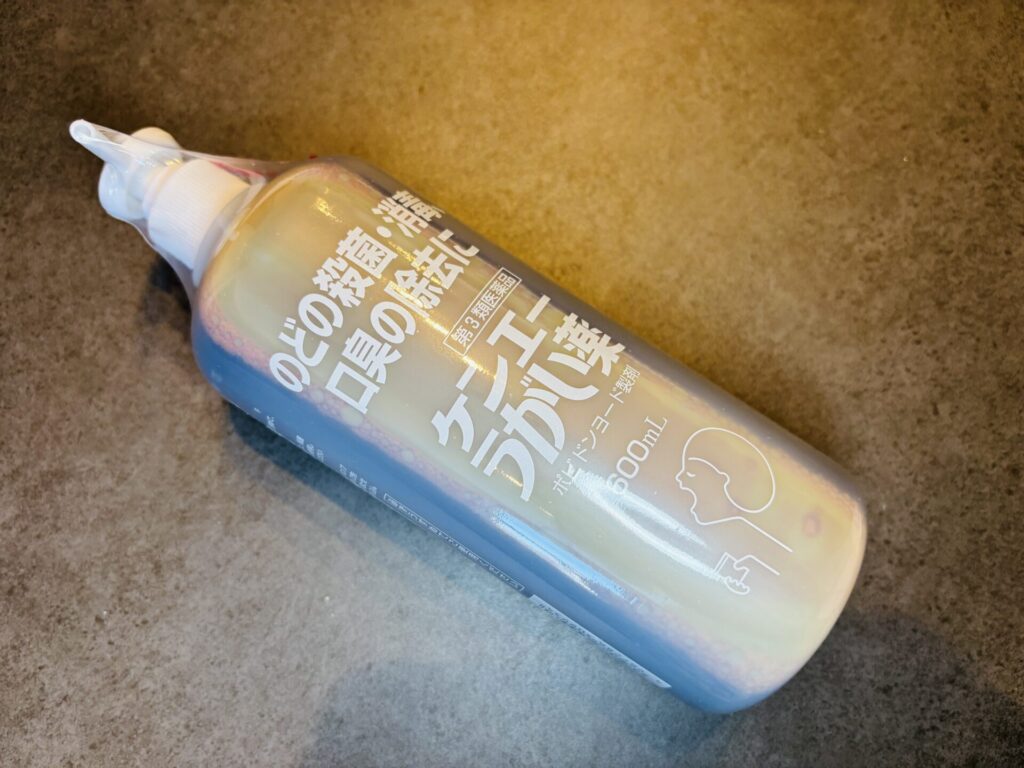 のどの殺菌・消毒
口臭の除去に
第3類医薬品
ケンエー
うがい薬
ポビドンヨード製剤
600mL